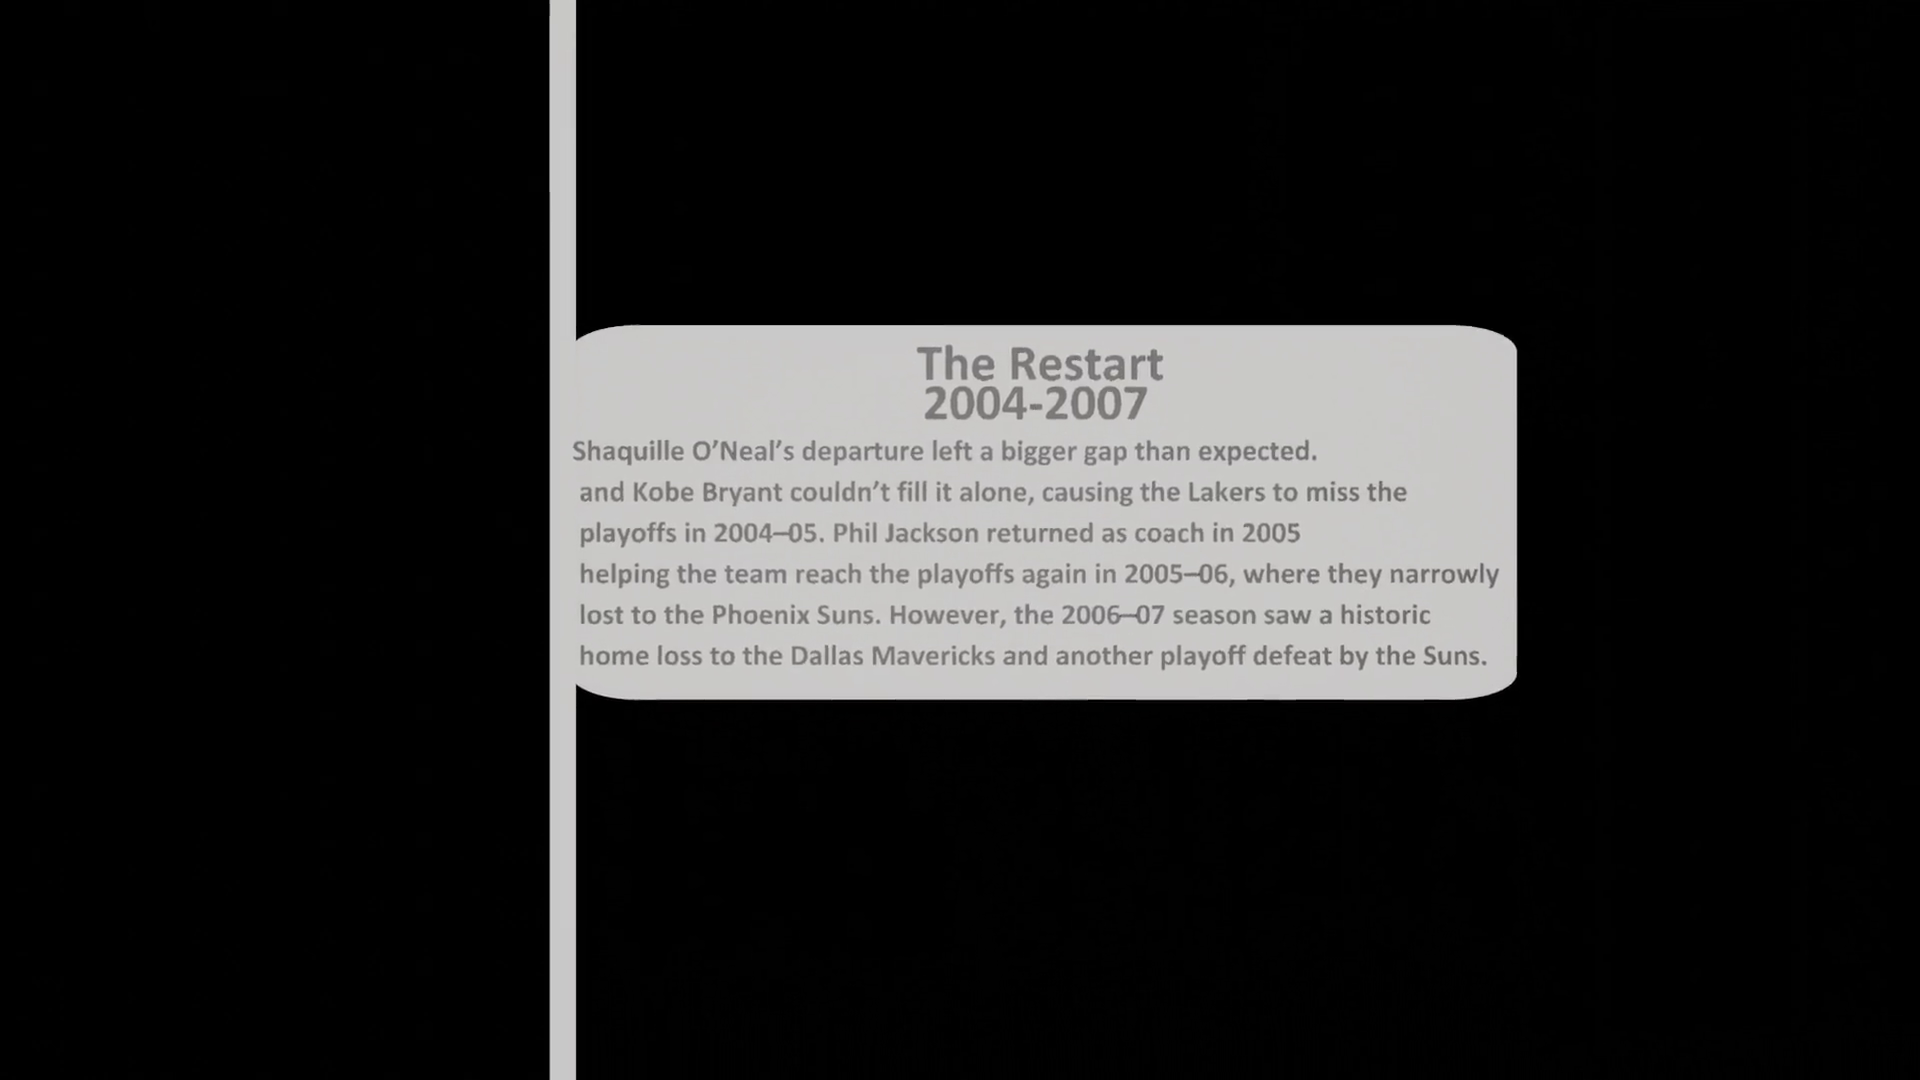 The Restart
2004-2007
Shaquille O’Neal’s departure left a bigger gap than expected.
and Kobe Bryant couldn’t fill it alone, causing the Lakers to miss the
playoffs in 2004–05. Phil Jackson returned as coach in 2005
helping the team reach the playoffs again in 2005–06, where they narrowly
lost to the Phoenix Suns. However, the 2006–07 season saw a historic
home loss to the Dallas Mavericks and another playoff defeat by the Suns.